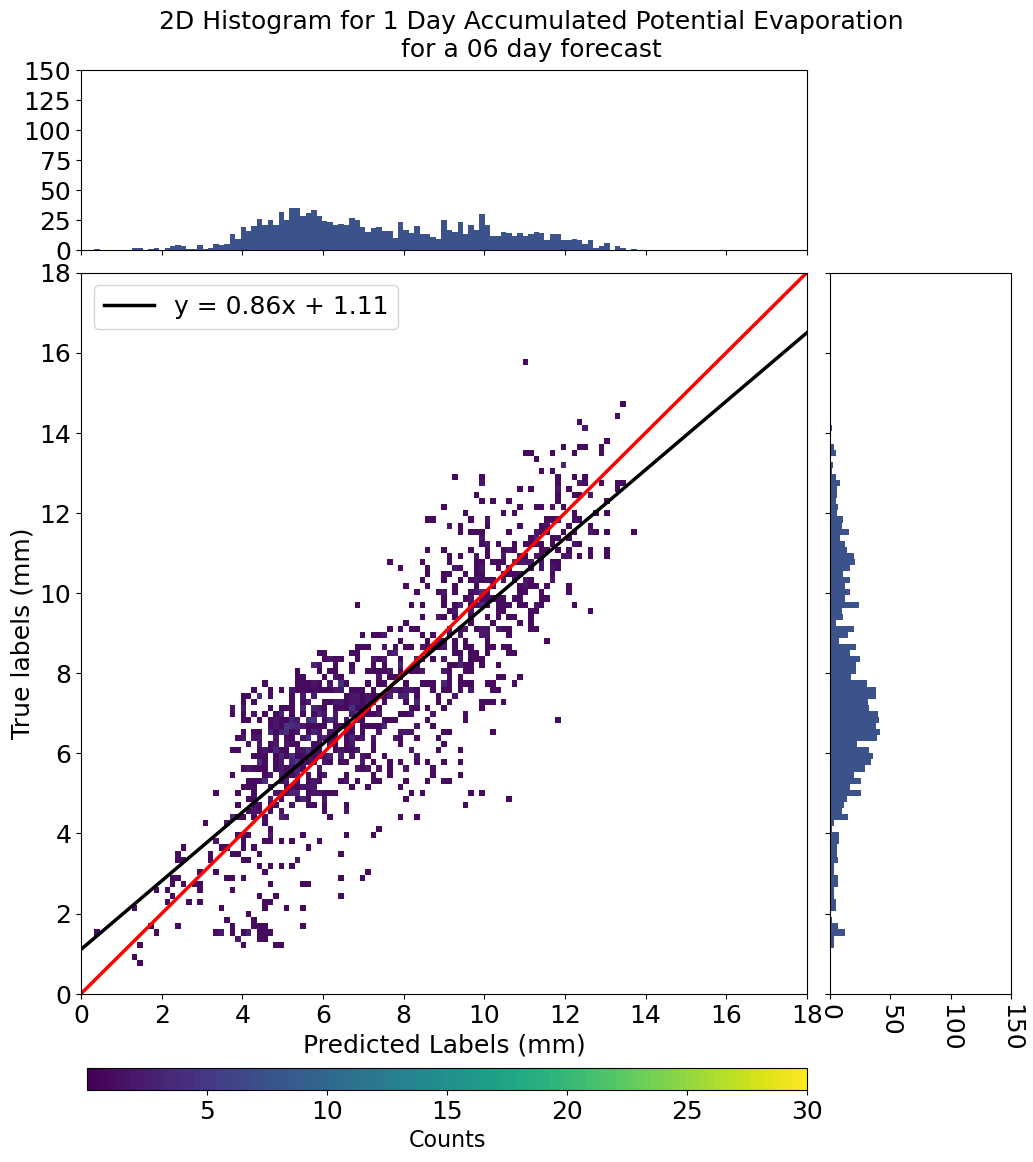 2D Histogram for 1 Day Accumulated Potential Evaporation
for a 06 day forecast
150
125
100
75
50
25
0
18
16
14
12
10
8
6
4
2
0
True labels (mm)
y = 0.86x + 1.11
0 2 4 6 8 10 12 14 16 18
Predicted Labels (mm)
0 50 100 150
5 10 15 20 25 30
Counts